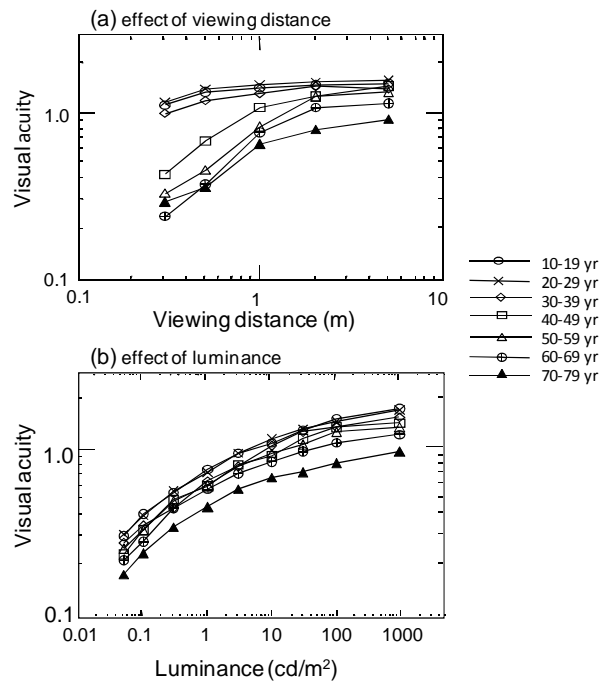 (a) effect of viewing distance
Visual acuity
1.0
0.1
0.1
1
10
Viewing distance (m)
10-19 yr
20-29 yr
30-39 yr
40-49 yr
50-59 yr
60-69 yr
70-79 yr
(b) effect of luminance
Visual acuity
1.0
0.1
0.01
0.1
1
10
100
1000
Luminance (cd/m²)